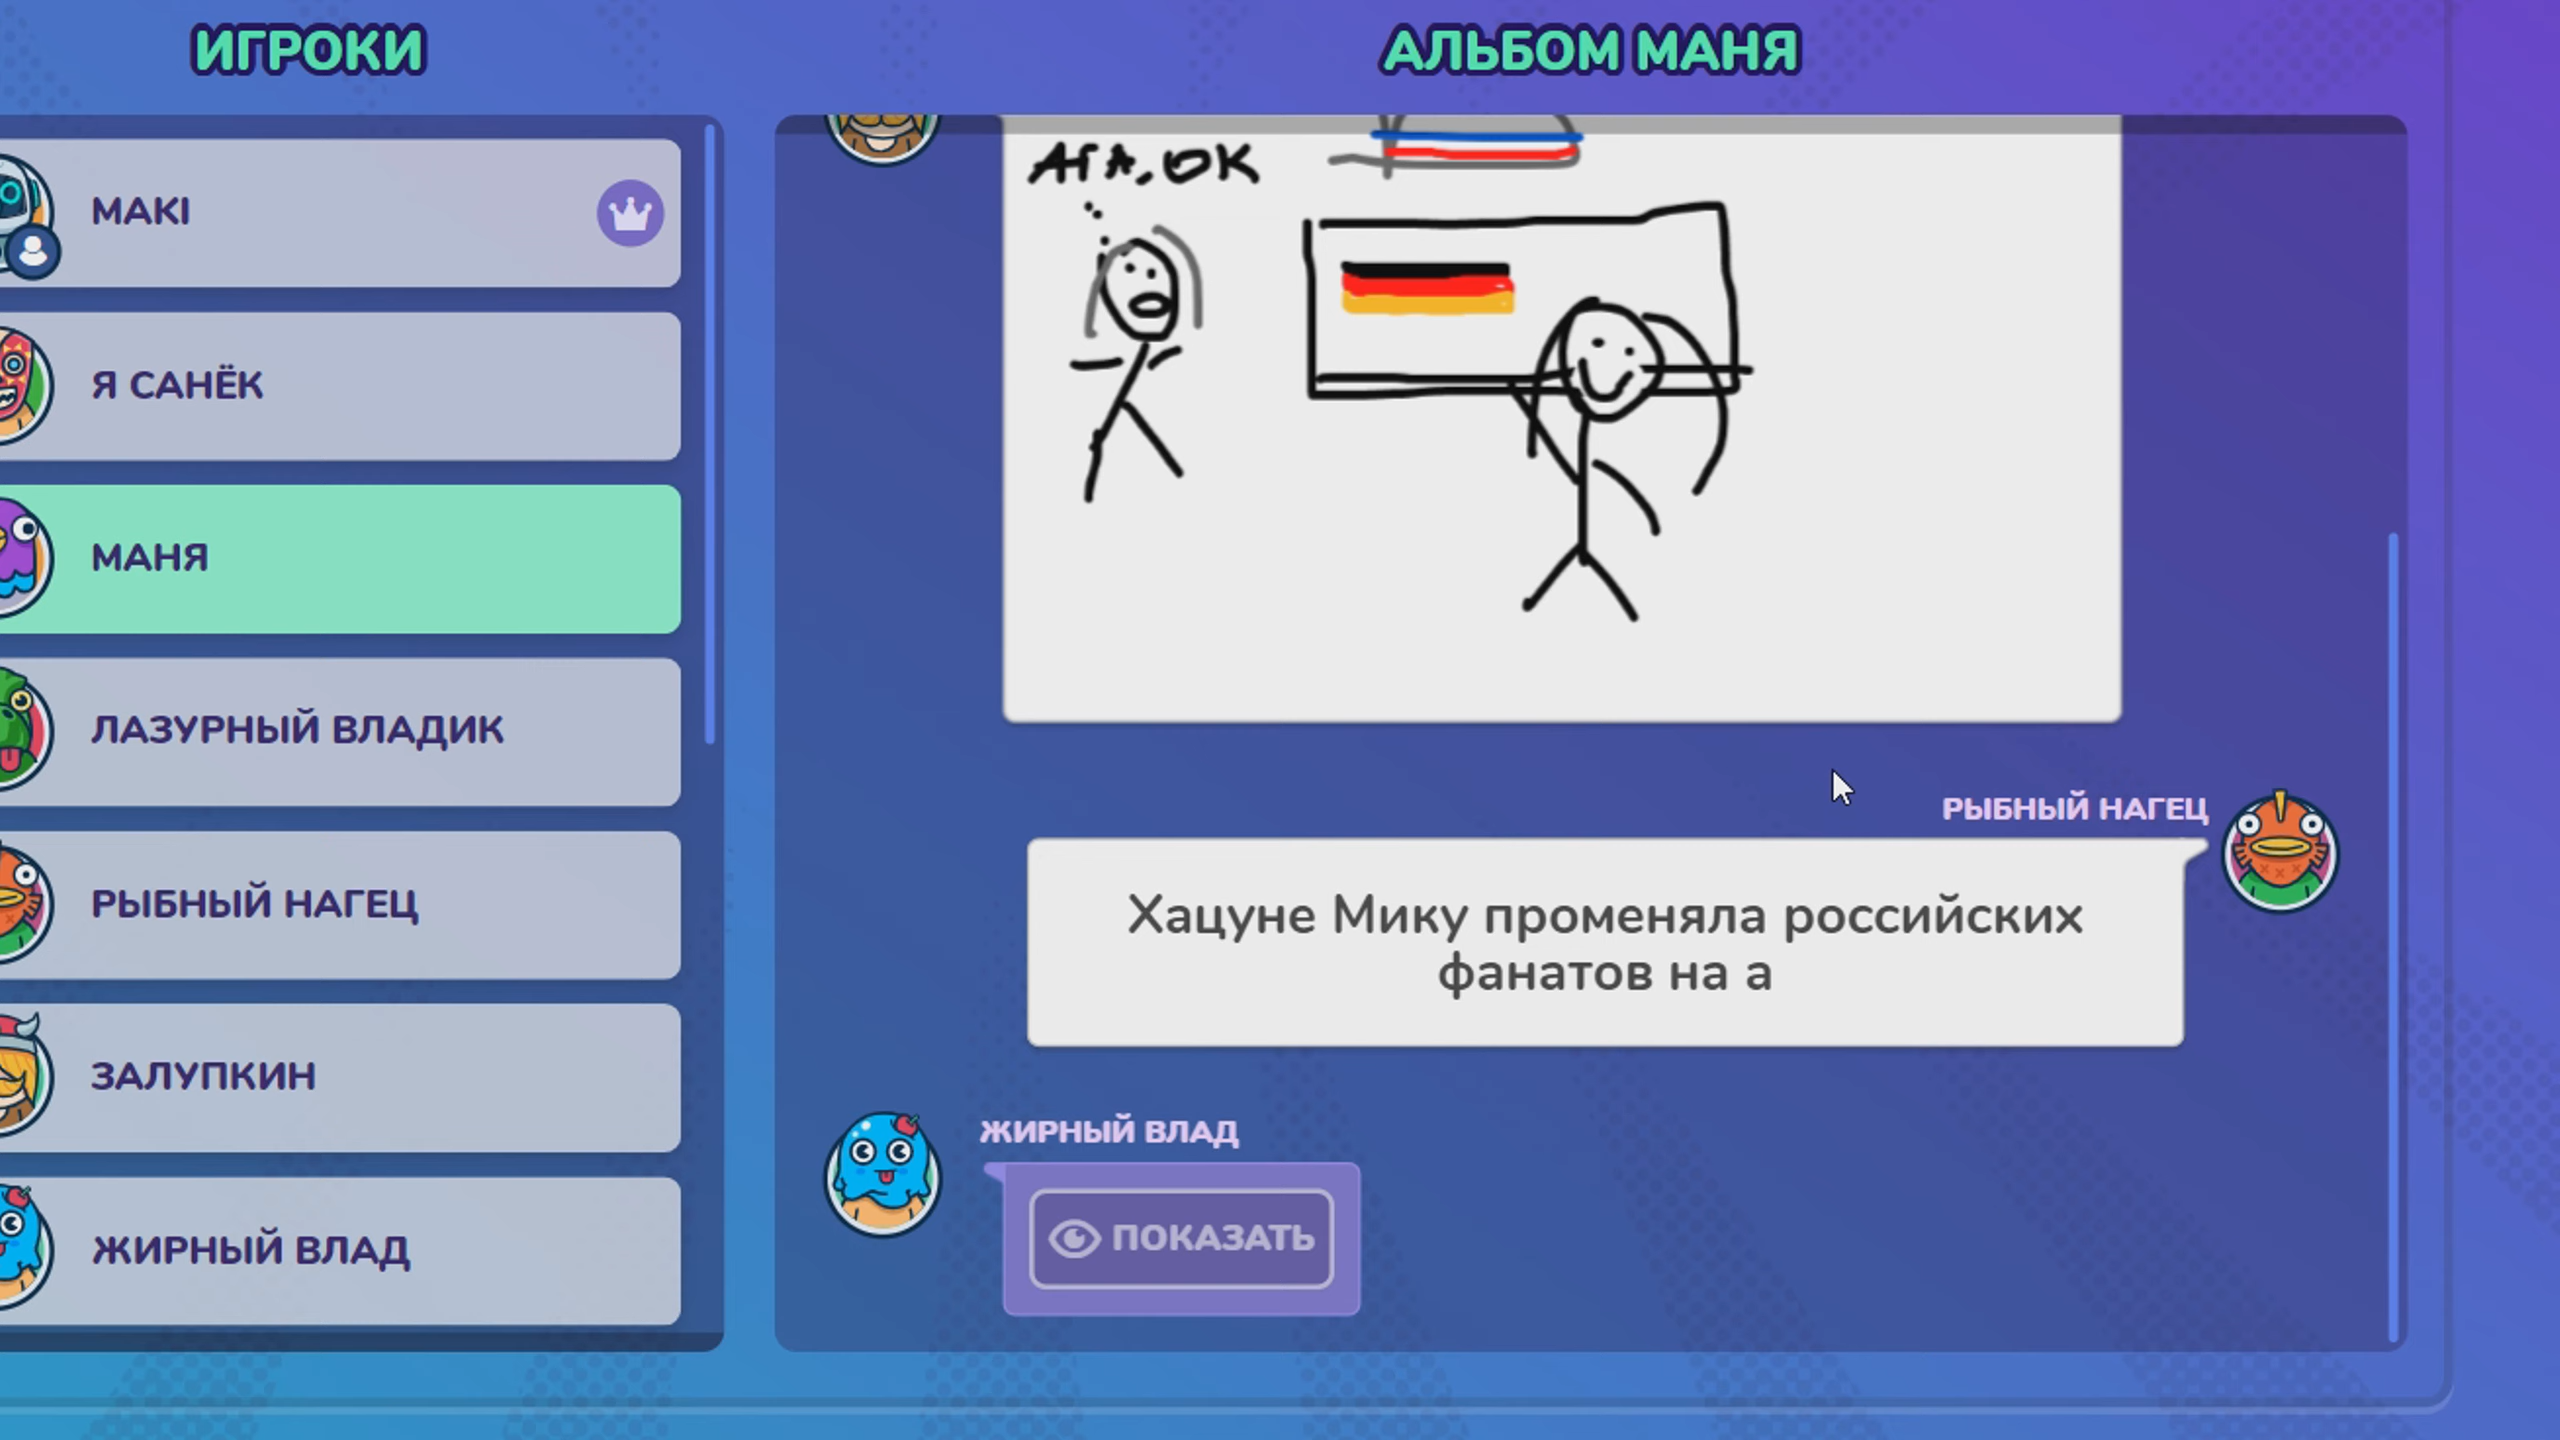 ИГРОКИ
MAKI
Я САНЁК
МАНЯ
ЛАЗУРНЫЙ ВЛАДИК
РЫБНЫЙ НАГЕЦ
ЗАЛУПКИН
ЖИРНЫЙ ВЛАД
АЛЬБОМ МАНЯ
АГА, ОК
РЫБНЫЙ НАГЕЦ
Хацуне Мику променяла российских
фанатов на а
ЖИРНЫЙ ВЛАД
ПОКАЗАТЬ